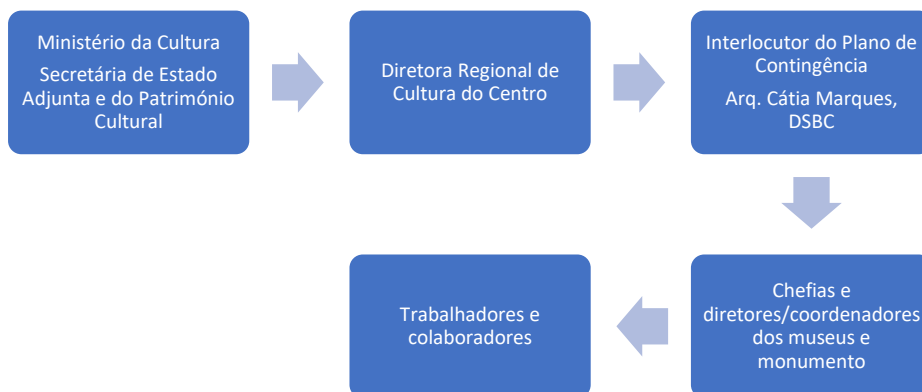 Ministério da Cultura
Secretária de Estado
Adjunta e do Património
Cultural
Diretora Regional de
Cultura do Centro
Interlocutor do Plano de
Contingência
Arq. Cátia Marques,
DSBC
Chefias e
diretores/coordenadores
dos museus e
monumento
Trabalhadores e
colaboradores